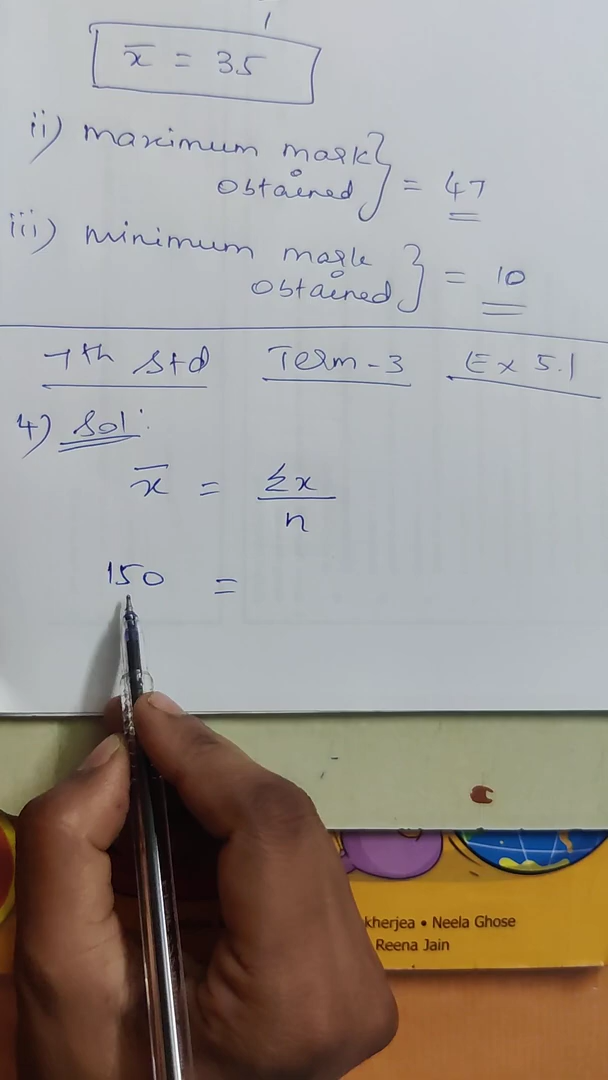 x̄ = 35
ii) maximum mark
obtained } = 47
iii) minimum mark
obtained } = 10
7th Std Term-3 Ex 5.1
4) Sol:
x̄ = Σx
n
150 =
kherjea • Neela Ghose
Reena Jain